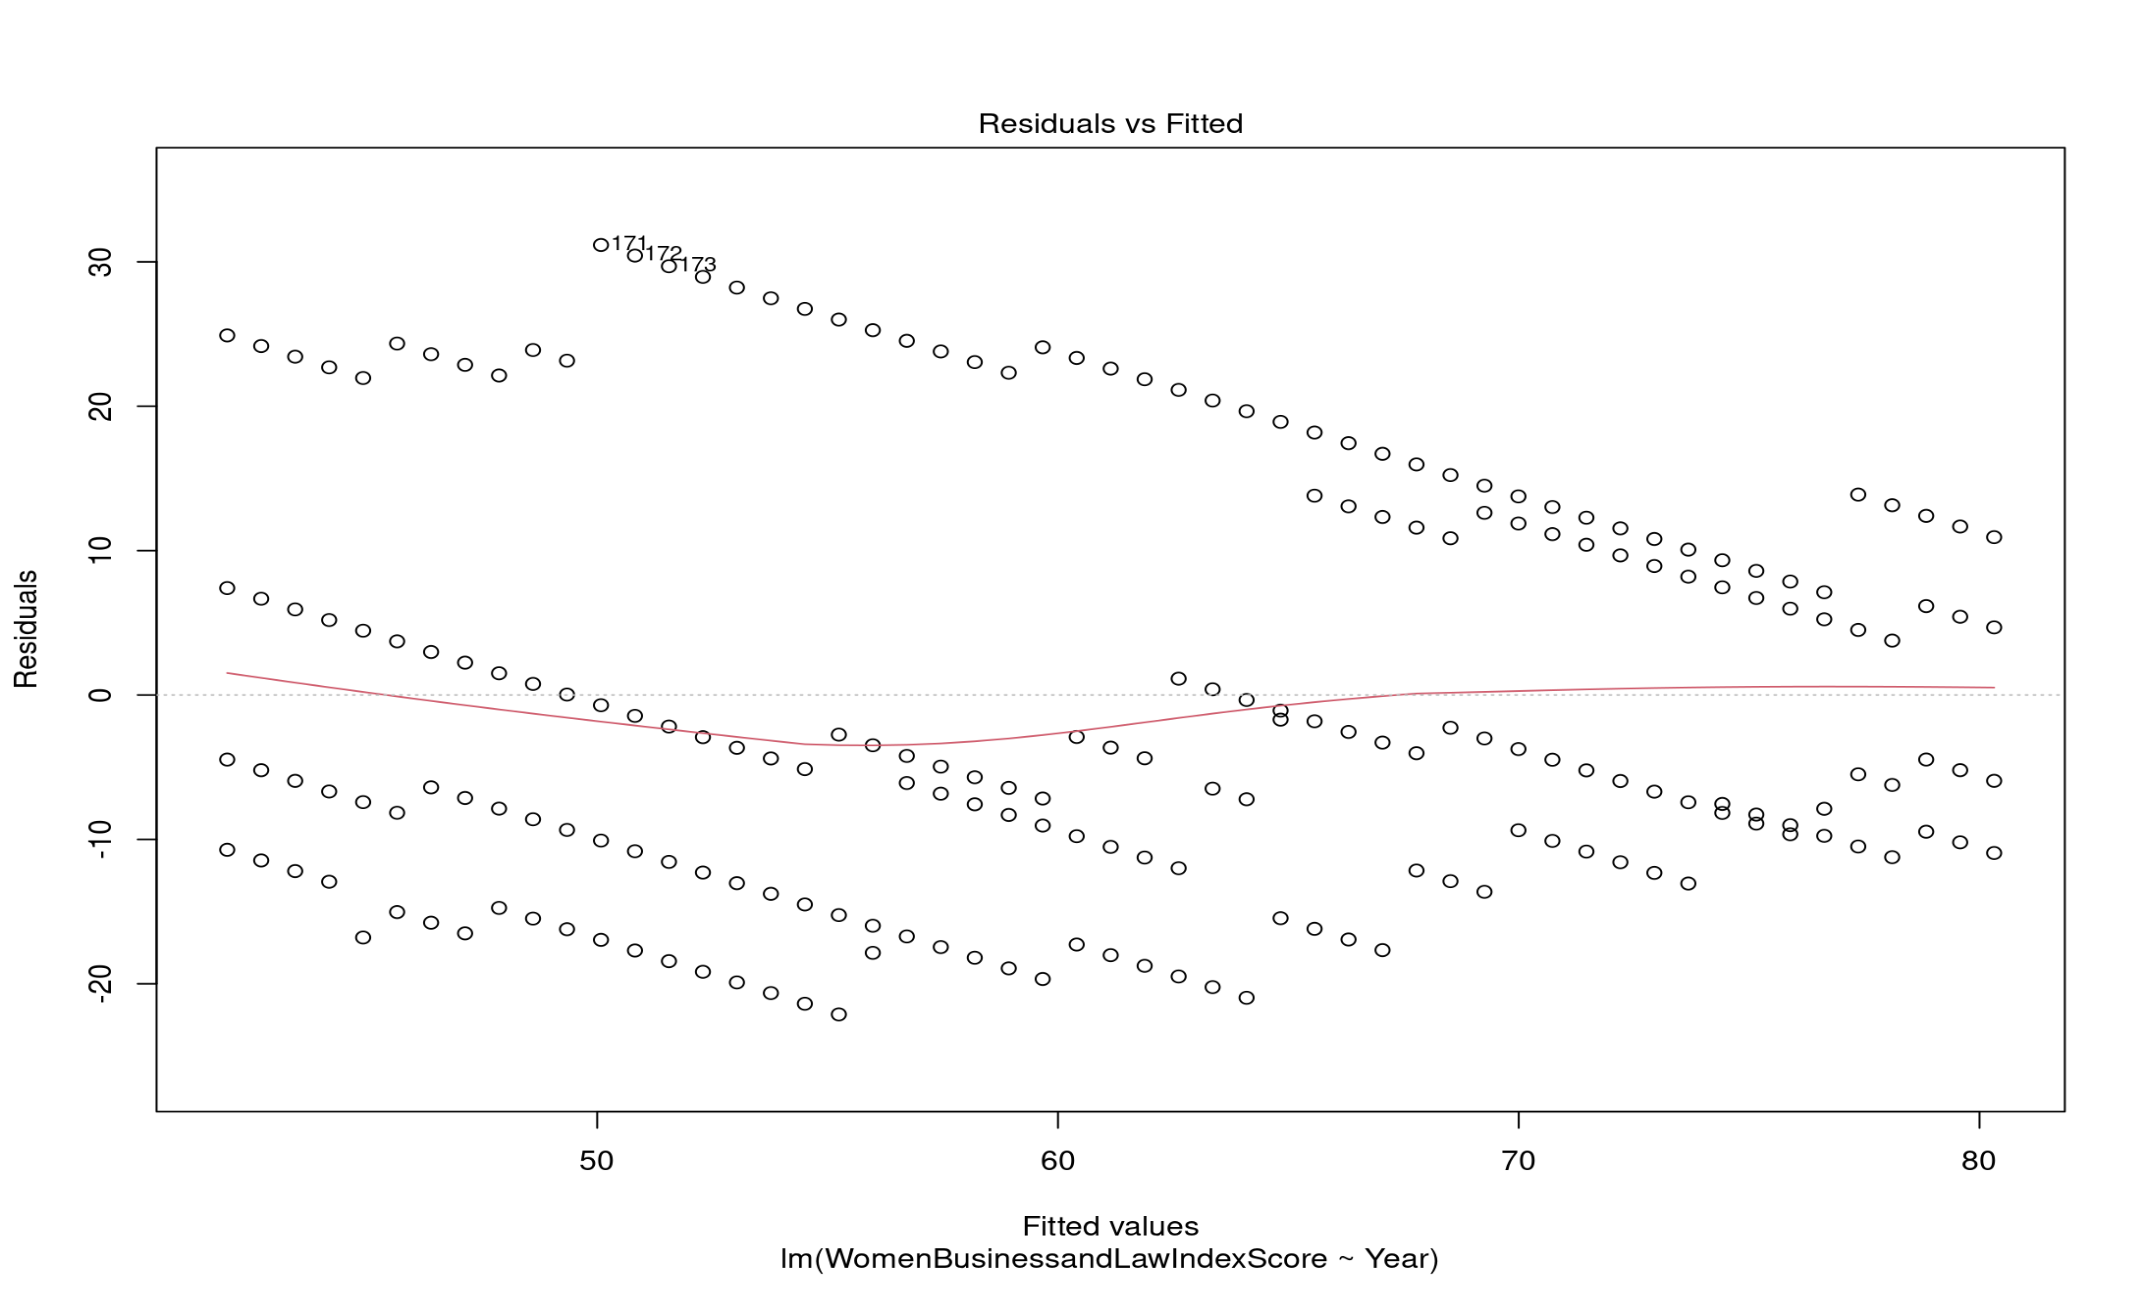 Residuals vs Fitted
Residuals
30
20
10
0
-10
-20
171
172
173
50 60 70 80
Fitted values
lm(WomenBusinessandLawIndexScore ~ Year)